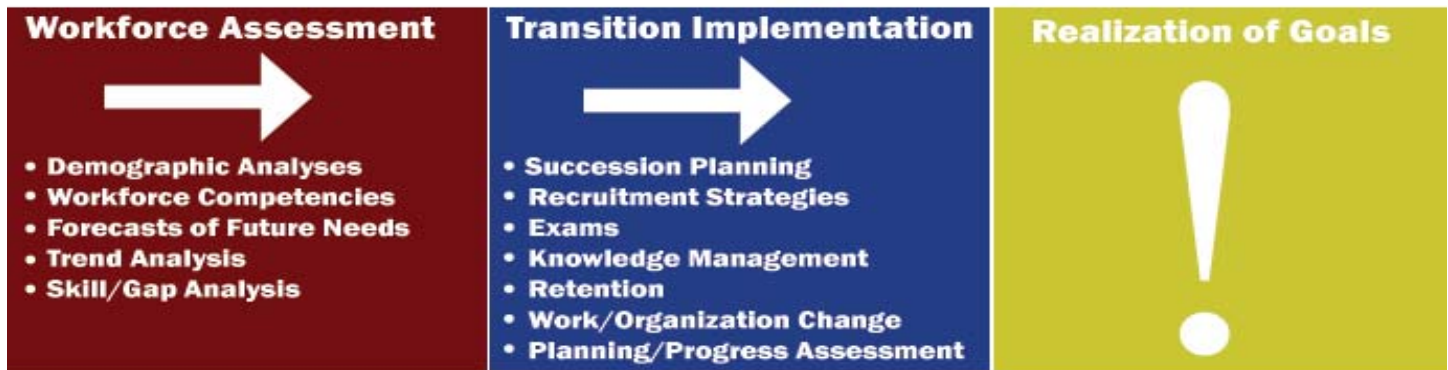 Workforce Assessment
• Demographic Analyses
• Workforce Competencies
• Forecasts of Future Needs
• Trend Analysis
• Skill/Gap Analysis
Transition Implementation
• Succession Planning
• Recruitment Strategies
• Exams
• Knowledge Management
• Retention
• Work/Organization Change
• Planning/Progress Assessment
Realization of Goals
!